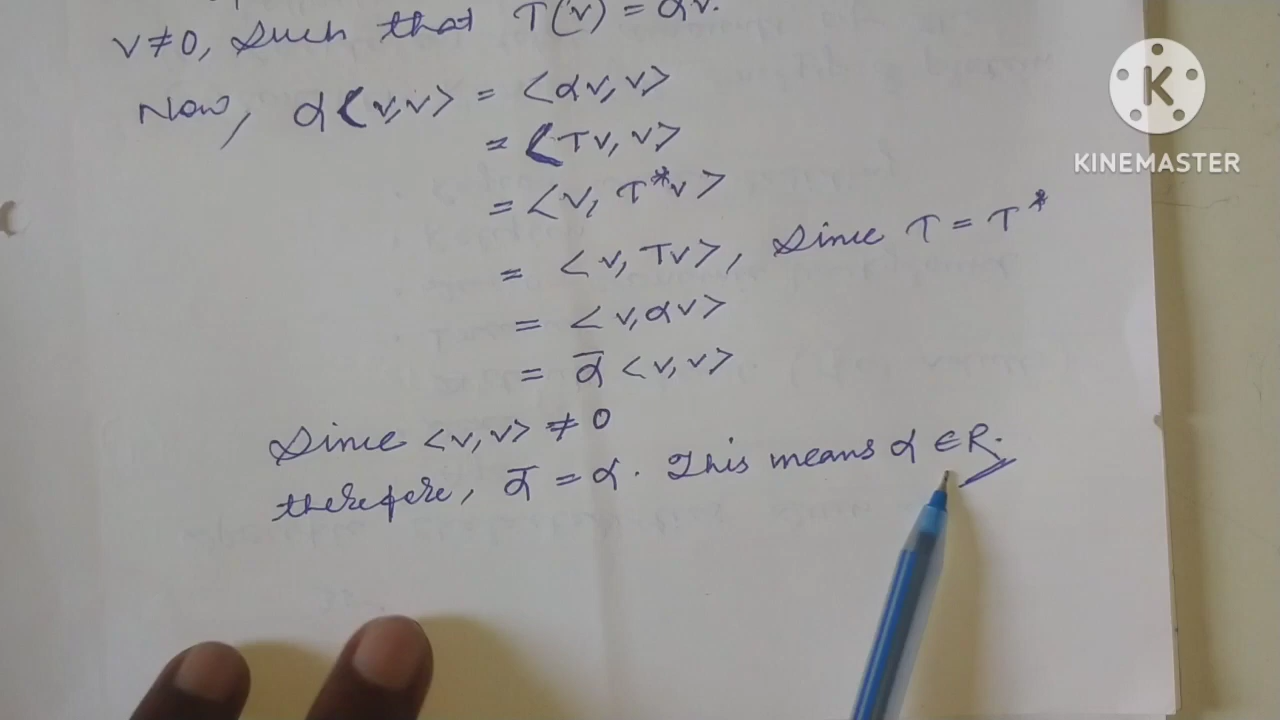 v≠0, such that T(v) = αv.
Now, α<v,v> = <αv,v>
= <Tv,v>
= <v,T*v>
= <v,Tv>, since T = T*
= <v,αv>
= ᾱ<v,v>
Since <v,v> ≠ 0
therefore, ᾱ = α. This means α ∈ R.
K
KINEMASTER